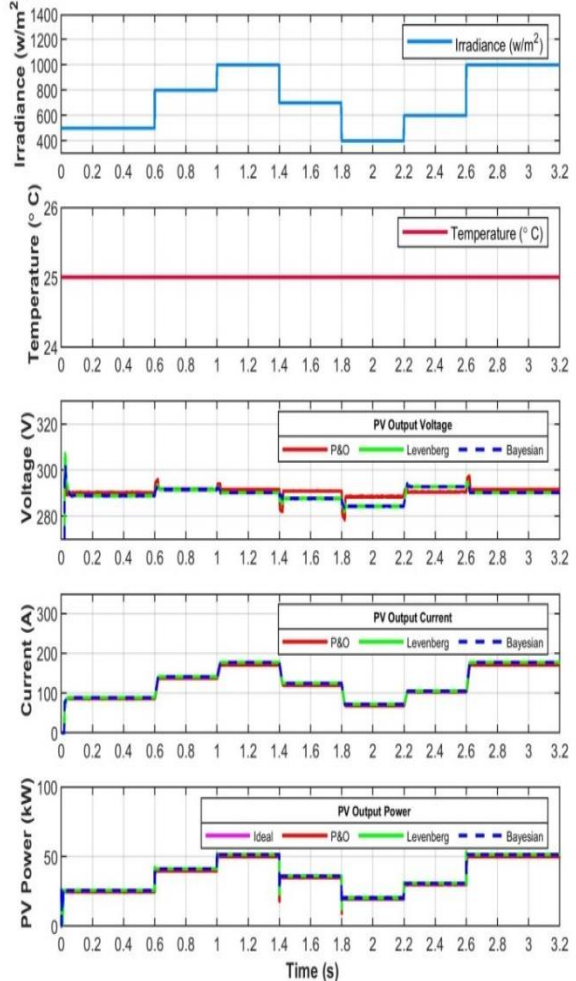 Irradiance (w/m²)
1400
1200
1000
800
600
400
Irradiance (w/m²)
0 0.2 0.4 0.6 0.8 1 1.2 1.4 1.6 1.8 2 2.2 2.4 2.6 2.8 3 3.2
Temperature (° C)
26
25
24
Temperature (° C)
0 0.2 0.4 0.6 0.8 1 1.2 1.4 1.6 1.8 2 2.2 2.4 2.6 2.8 3 3.2
Voltage (V)
320
300
280
PV Output Voltage
P&O Levenberg Bayesian
0 0.2 0.4 0.6 0.8 1 1.2 1.4 1.6 1.8 2 2.2 2.4 2.6 2.8 3 3.2
Current (A)
300
200
100
0
PV Output Current
P&O Levenberg Bayesian
0 0.2 0.4 0.6 0.8 1 1.2 1.4 1.6 1.8 2 2.2 2.4 2.6 2.8 3 3.2
PV Power (kW)
100
50
0
PV Output Power
Ideal P&O Levenberg Bayesian
0 0.2 0.4 0.6 0.8 1 1.2 1.4 1.6 1.8 2 2.2 2.4 2.6 2.8 3 3.2
Time (s)